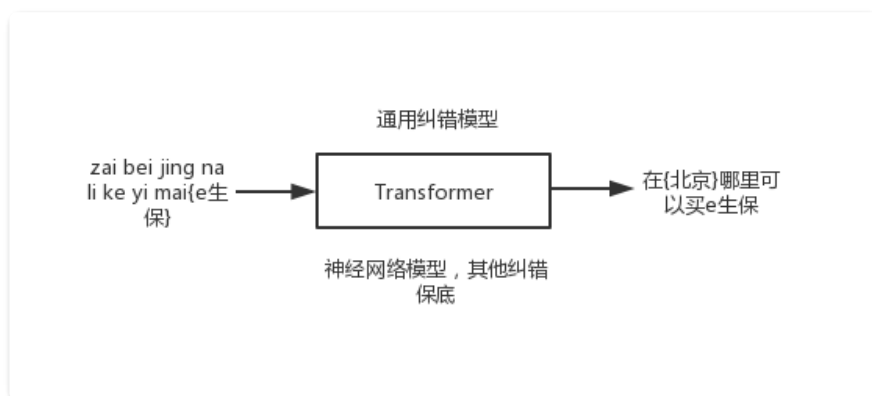 通用纠错模型
zai bei jing na
li ke yi mai{e生
保}
Transformer
在{北京}哪里可
以买e生保
神经网络模型，其他纠错
保底